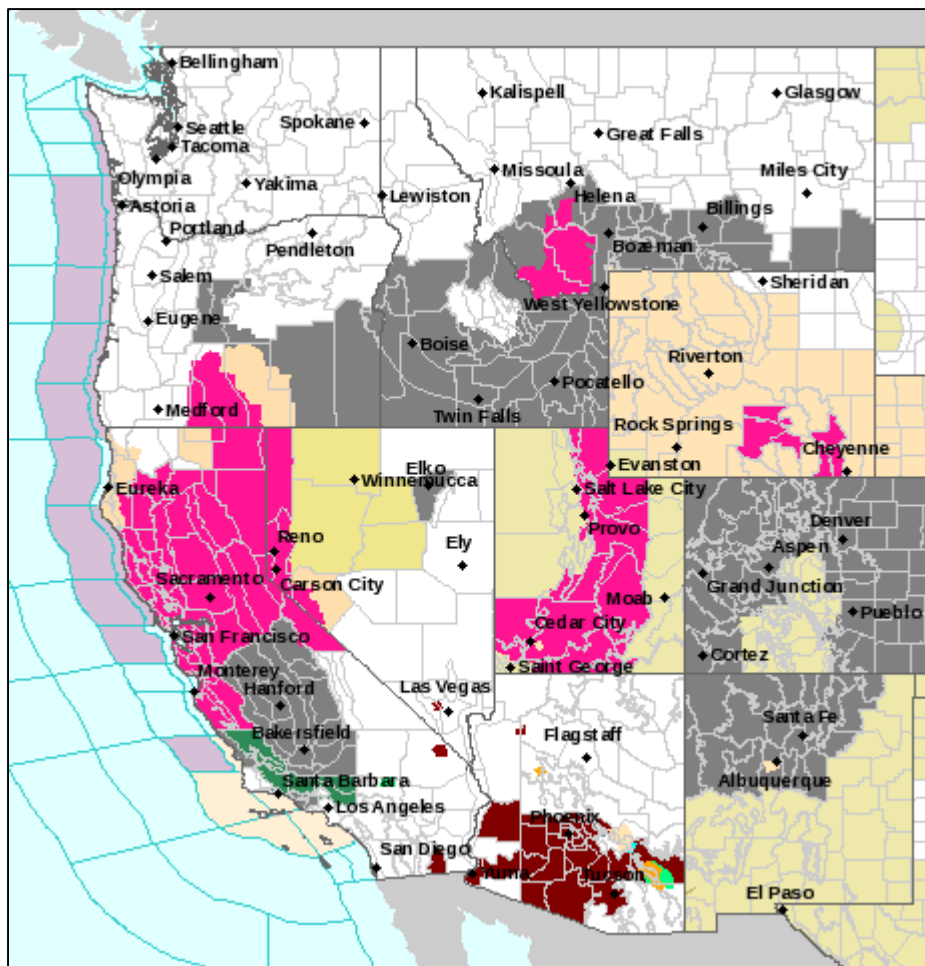 Bellingham
Kalispell
Glasgow
Seattle
Spokane
Great Falls
Tacoma
Missoula
Miles City
Olympia
Yakima
Lewiston
Helena
Astoria
Billings
Portland
Pendleton
Bozeman
Salem
Sheridan
West Yellowstone
Eugene
Boise
Riverton
Pocatello
Medford
Twin Falls
Rock Springs
Cheyenne
Elko
Evanston
Eureka
Winnemucca
Salt Lake City
Provo
Denver
Reno
Ely
Aspen
Sacramento
Carson City
Moab
Grand Junction
Pueblo
San Francisco
Cedar City
Cortez
Monterey
Saint George
Hanford
Las Vegas
Santa Fe
Bakersfield
Flagstaff
Santa Barbara
Albuquerque
Los Angeles
Phoenix
San Diego
Yuma
Tucson
El Paso